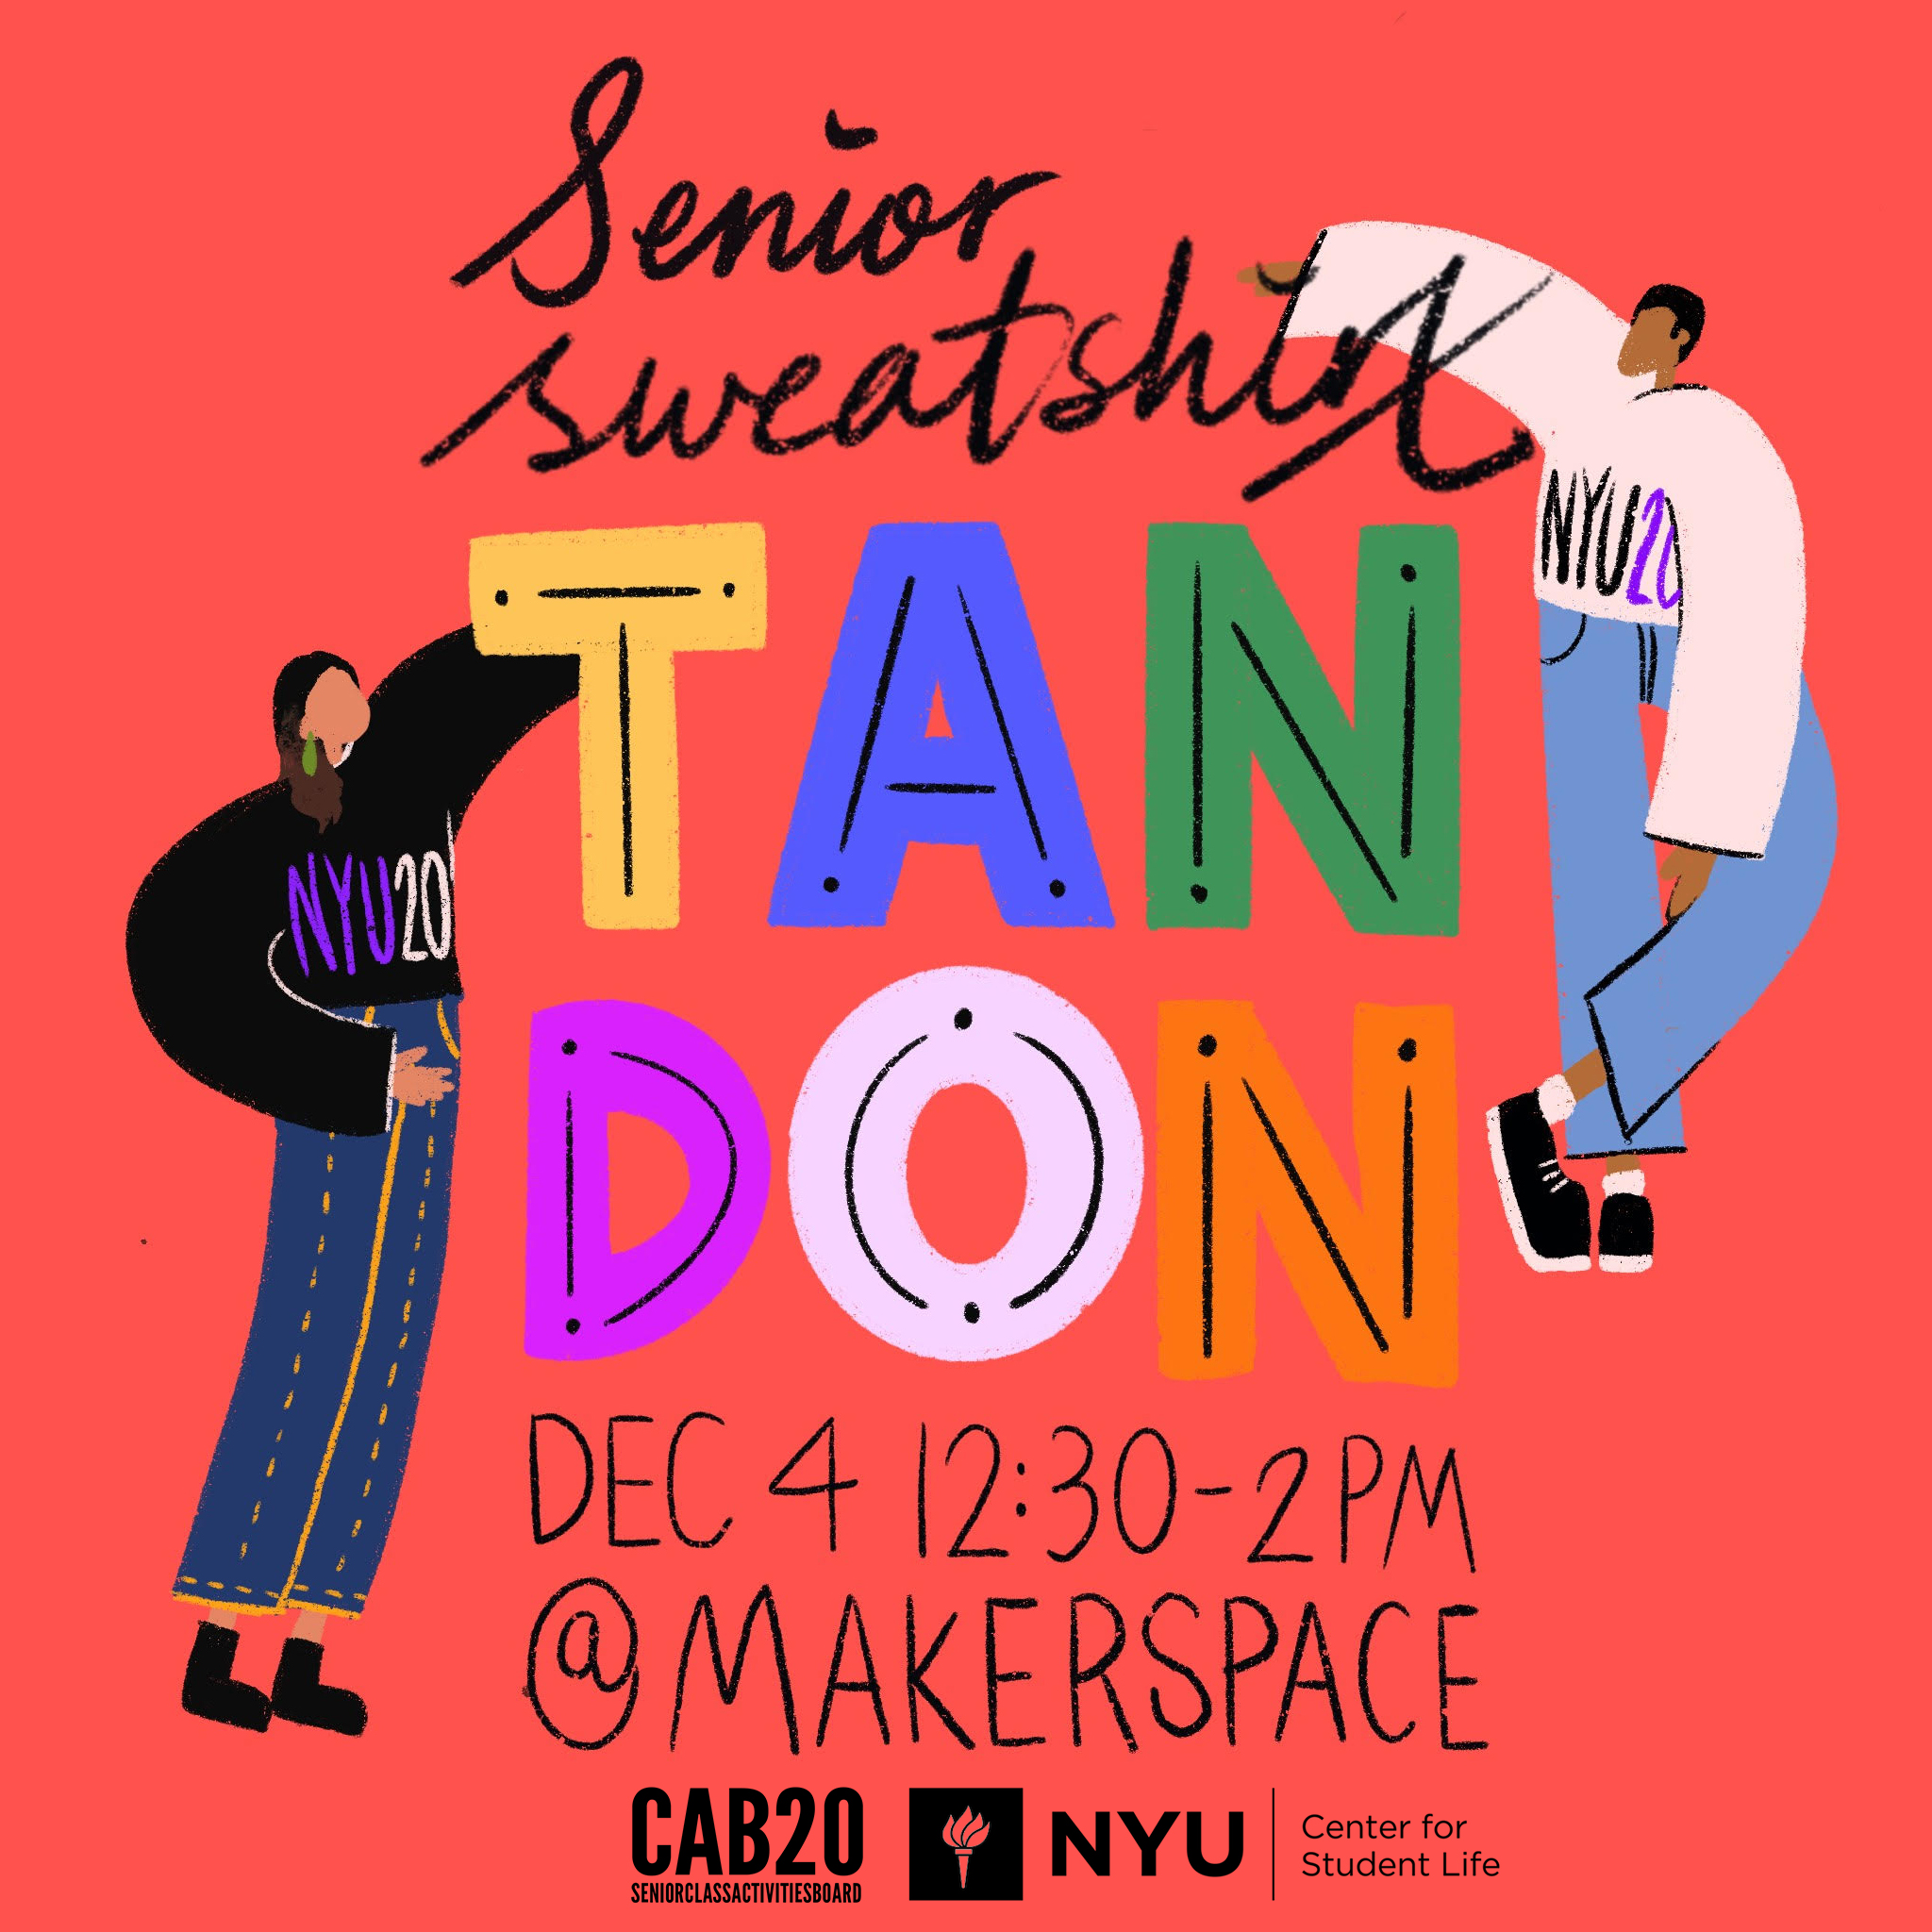 Senior
sweatshirt
TAN
DON
NYU20
NYU20
DEC 4 12:30-2PM
@MAKERSPACE
CAB20
SENIORCLASSACTIVITIESBOARD
NYU
Center for
Student Life